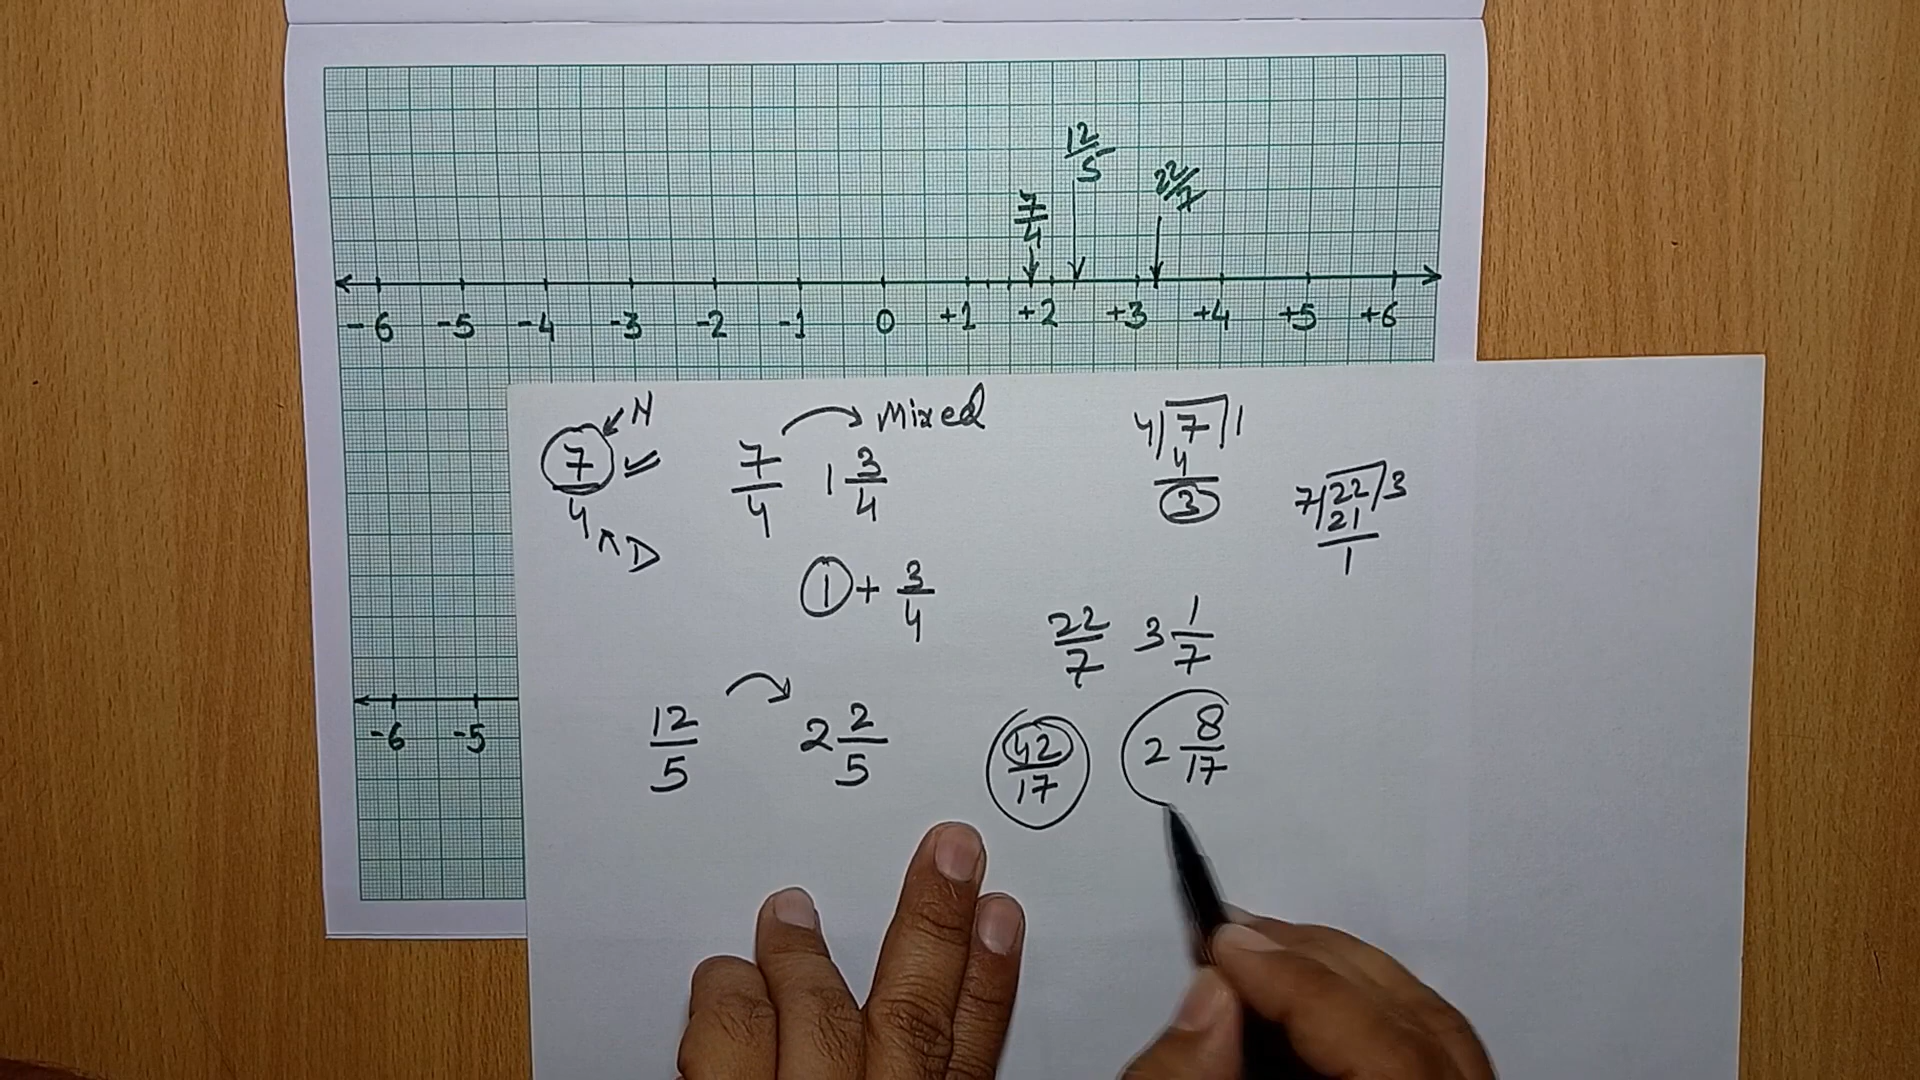 12/5
22/7
7/4
-6 -5 -4 -3 -2 -1 0 +1 +2 +3 +4 +5 +6
-6 -5
7/4 N D
7/4 Mixed 1 3/4
1 + 3/4
4 7 1
4
3
7 22 3
21
1
22/7 3 1/7
12/5 2 2/5
42/17 2 8/17